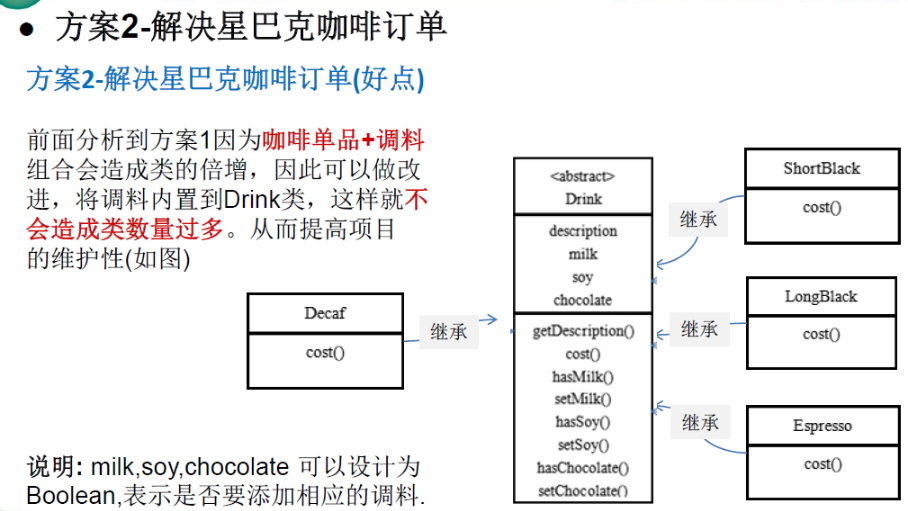 ● 方案2-解决星巴克咖啡订单
方案2-解决星巴克咖啡订单(好点)
前面分析到方案1因为咖啡单品+调料
组合会造成类的倍增，因此可以做改
进，将调料内置到Drink类，这样就不
会造成类数量过多。从而提高项目
的维护性(如图)
Decaf
cost()
继承
<abstract>
Drink
description
milk
soy
chocolate
getDescription()
cost()
hasMilk()
setMilk()
hasSoy()
setSoy()
hasChocolate()
setChocolate()
继承
ShortBlack
cost()
继承
LongBlack
cost()
继承
Espresso
cost()
说明: milk,soy,chocolate 可以设计为
Boolean,表示是否要添加相应的调料.